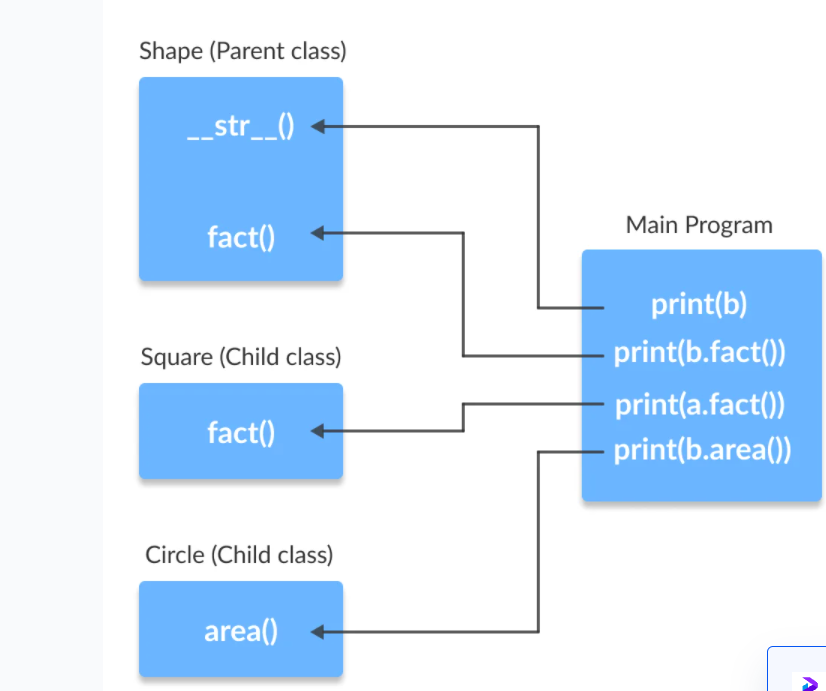 Shape (Parent class)
__str__()
fact()
Square (Child class)
fact()
Circle (Child class)
area()
Main Program
print(b)
print(b.fact())
print(a.fact())
print(b.area())